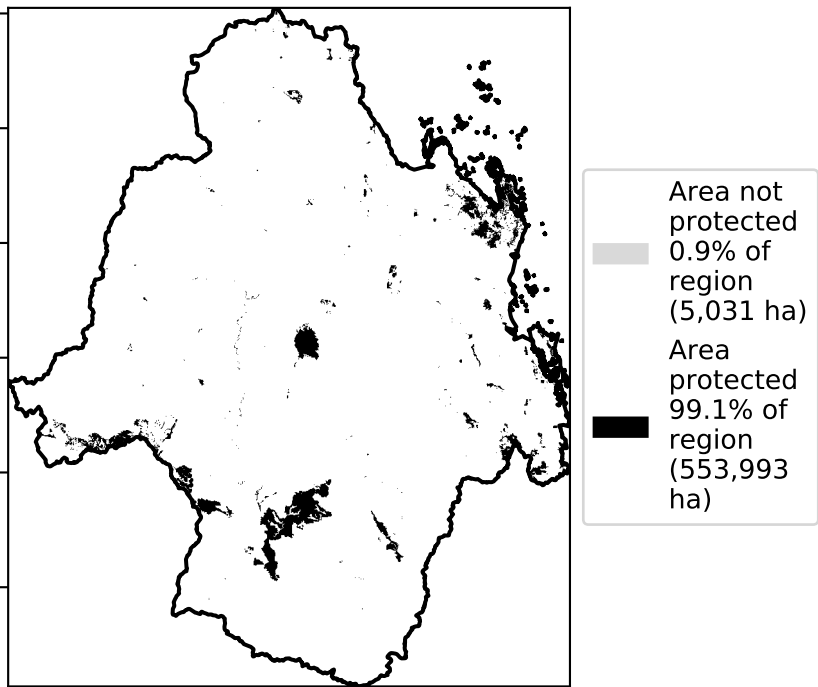 Area not
protected
0.9% of
region
(5,031 ha)
Area
protected
99.1% of
region
(553,993
ha)